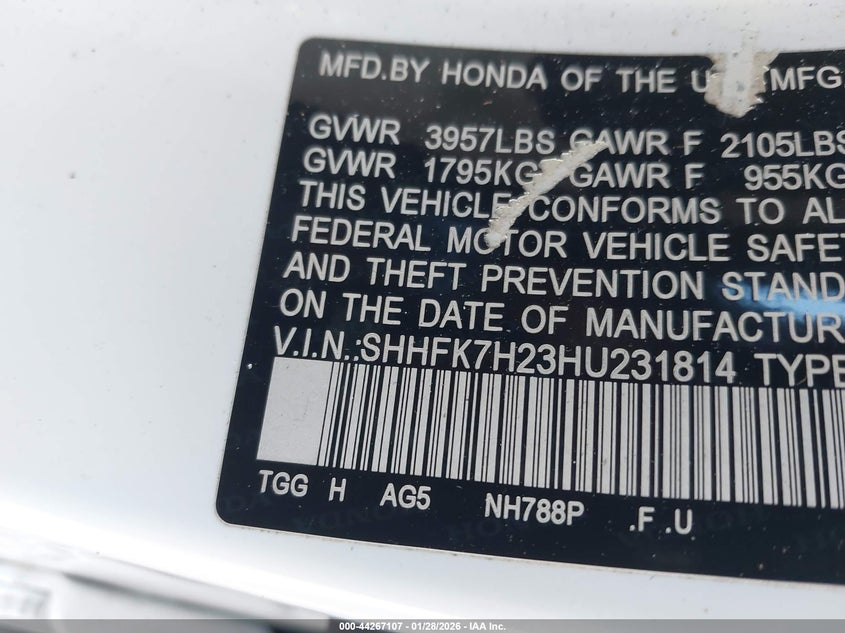 MFD.BY HONDA OF THE U MFG
GVWR 3957LBS GAWR F 2105LBS
GVWR 1795KG GAWR F 955KG
THIS VEHICLE CONFORMS TO AL
FEDERAL MOTOR VEHICLE SAFET
AND THEFT PREVENTION STAND
ON THE DATE OF MANUFACTUR
V.I.N.:SHHFK7H23HU231814 TYPE
TGG H AG5 NH788P .F .U
000-44267107 | 01/28/2026 | IAA Inc.